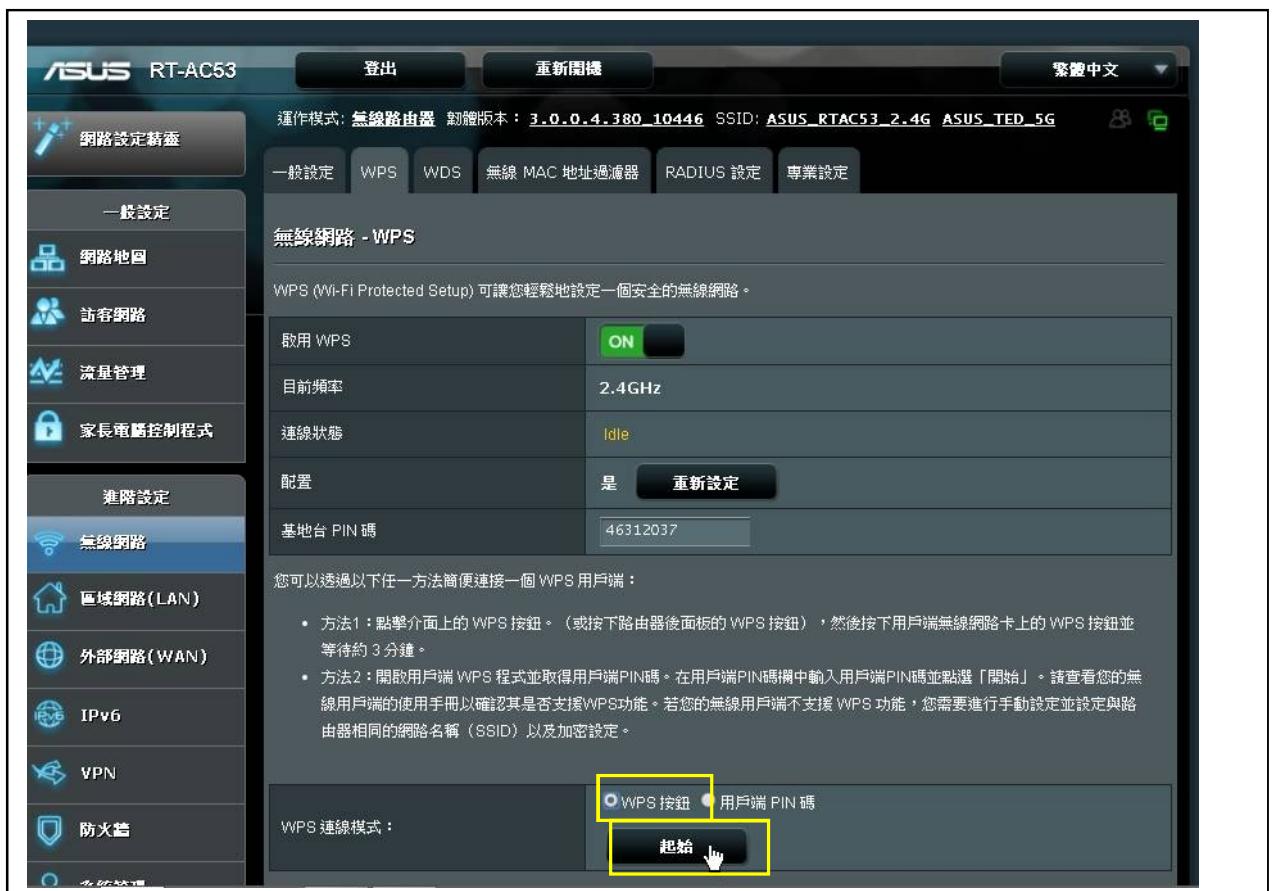 ASUS RT-AC53 登出 重新開機 繁體中文
運作模式: 無線路由器 韌體版本： 3.0.0.4.380_10446 SSID: ASUS_RTAC53_2.4G ASUS_TED_5G
網路設定精靈
一般設定
網路地圖
訪客網路
流量管理
家長電腦控制程式
進階設定
無線網路
區域網路(LAN)
外部網路(WAN)
IPv6
VPN
防火牆
系統管理
一般設定 WPS WDS 無線 MAC 地址過濾器 RADIUS 設定 專業設定
無線網路 - WPS
WPS (Wi-Fi Protected Setup) 可讓您輕鬆地設定一個安全的無線網路。
啟用 WPS ON
目前頻率 2.4GHz
連線狀態 Idle
配置 是 重新設定
基地台 PIN 碼 46312037
您可以透過以下任一方法簡便連接一個 WPS 用戶端：
• 方法1：點擊介面上的 WPS 按鈕。（或按下路由器後面板的 WPS 按鈕），然後按下用戶端無線網路卡上的 WPS 按鈕並
等待約 3 分鐘。
• 方法2：開啟用戶端 WPS 程式並取得用戶端PIN碼。在用戶端PIN碼欄中輸入用戶端PIN碼並點選「開始」。請查看您的無
線用戶端的使用手冊以確認其是否支援WPS功能。若您的無線用戶端不支援 WPS 功能，您需要進行手動設定並設定與路
由器相同的網路名稱（SSID）以及加密設定。
WPS 連線模式： WPS 按鈕 用戶端 PIN 碼
起始